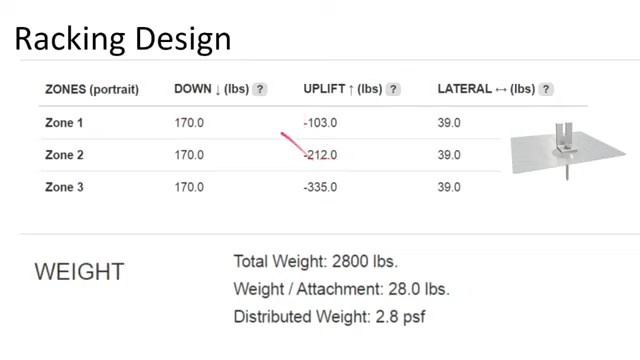 Racking Design
ZONES (portrait) DOWN ↓ (lbs) ? UPLIFT ↑ (lbs) ? LATERAL ↔ (lbs) ?
Zone 1 170.0 -103.0 39.0
Zone 2 170.0 -212.0 39.0
Zone 3 170.0 -335.0 39.0
WEIGHT
Total Weight: 2800 lbs.
Weight / Attachment: 28.0 lbs.
Distributed Weight: 2.8 psf